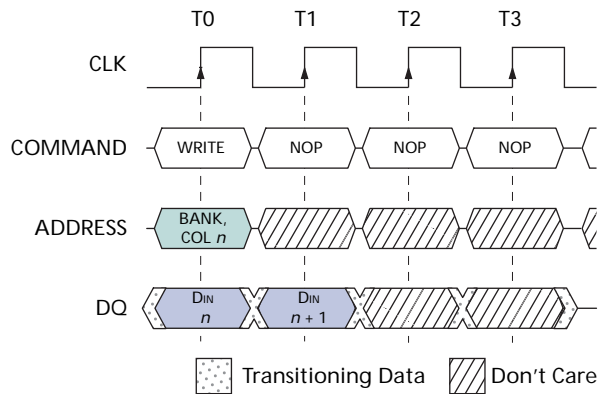 T0 T1 T2 T3
CLK
COMMAND WRITE NOP NOP NOP
ADDRESS BANK,
COL n
DQ DIN DIN
n n + 1
Transitioning Data Don't Care